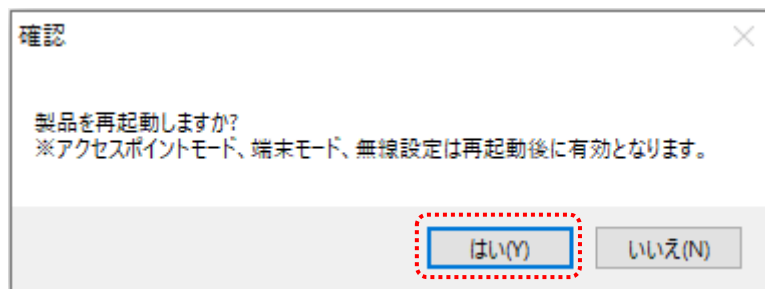 確認
製品を再起動しますか?
※アクセスポイントモード、端末モード、無線設定は再起動後に有効となります。
はい(Y)
いいえ(N)